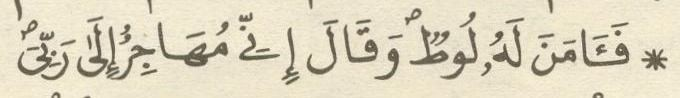 * فَـَٔامَنَ لَهُۥ لُوطٌۘ وَقَالَ إِنِّے مُهَاجِرٌ إِلَىٰ رَبِّيَۖ